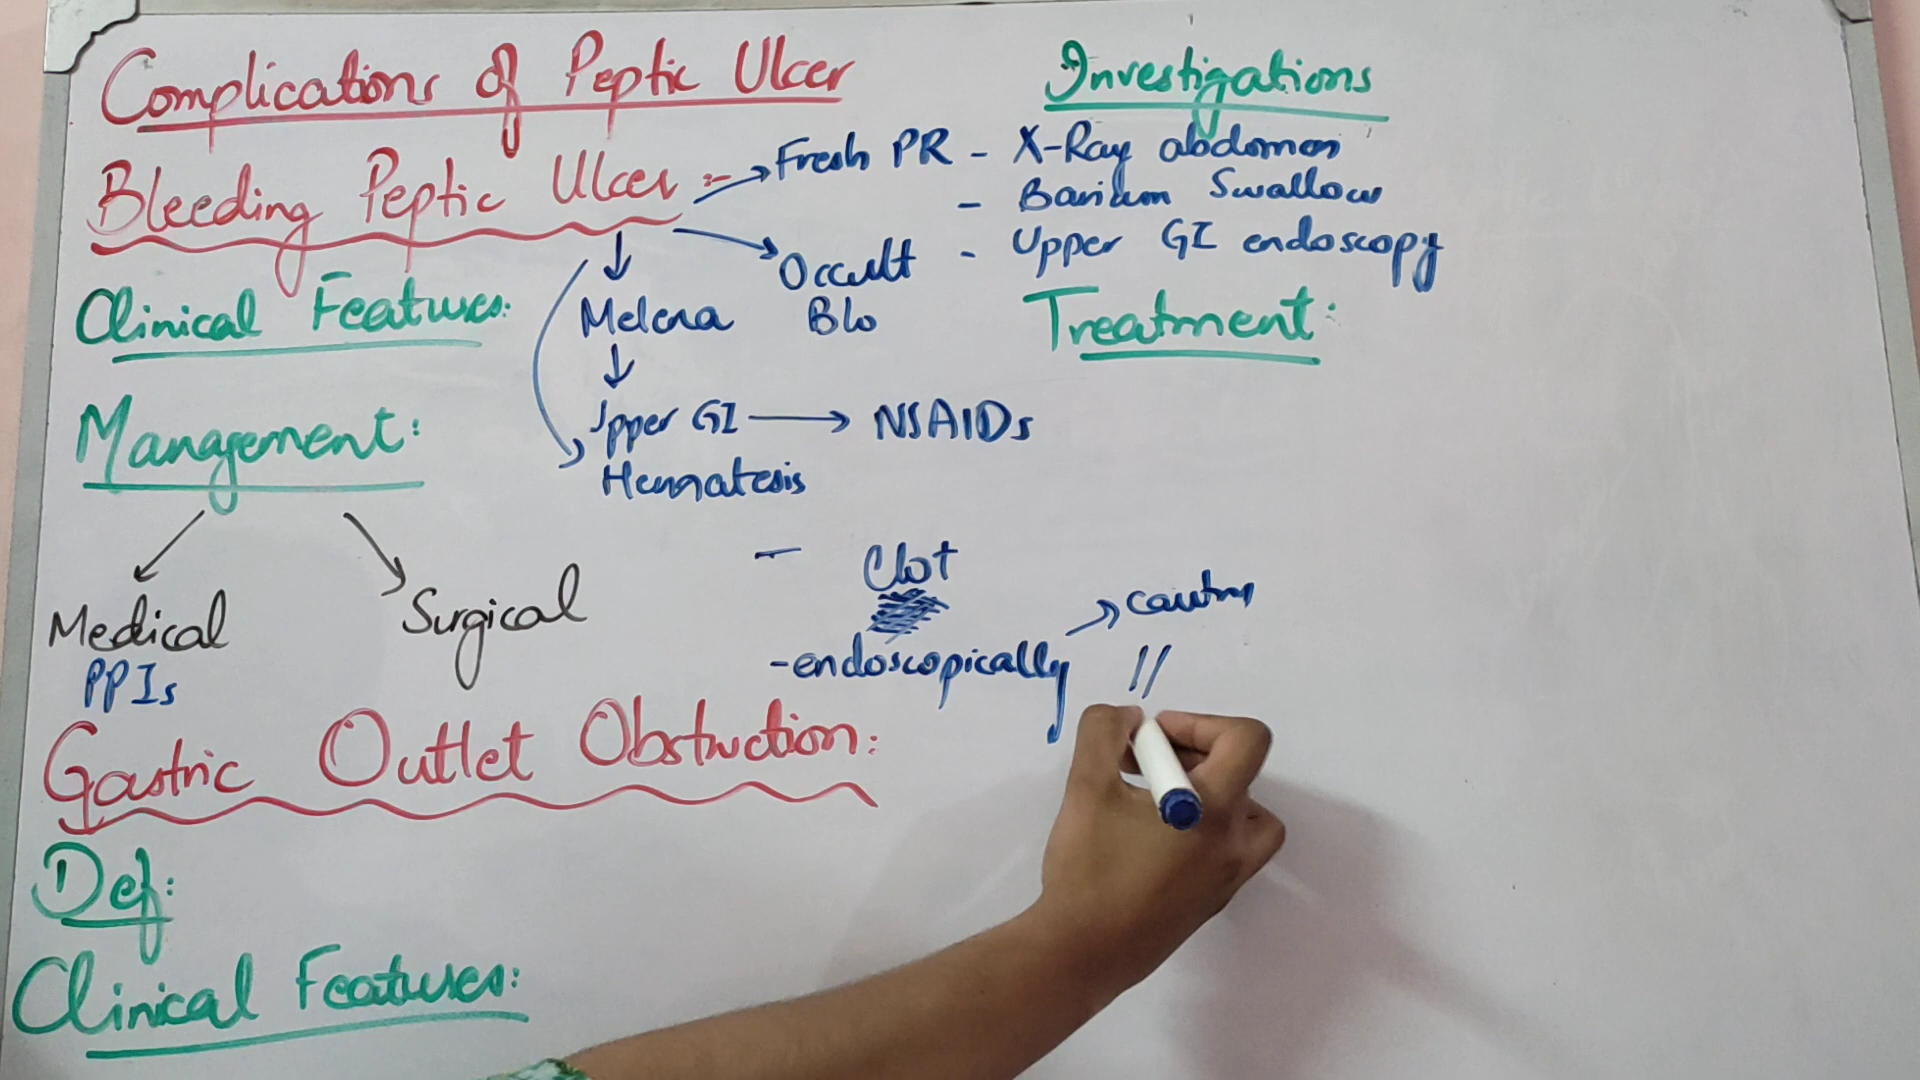 Complications of Peptic Ulcer
Bleeding Peptic Ulcer :-
Fresh PR
Occult
Blo
Melena
Upper GI
NSAIDs
Hematesis
Clinical Features:
Management:
Medical
PPIs
Surgical
Clot
-endoscopically
Gastric Outlet Obstruction:
Def:
Clinical Features:
Investigations
- X-Ray abdomen
- Barium Swallow
- Upper GI endoscopy
Treatment: